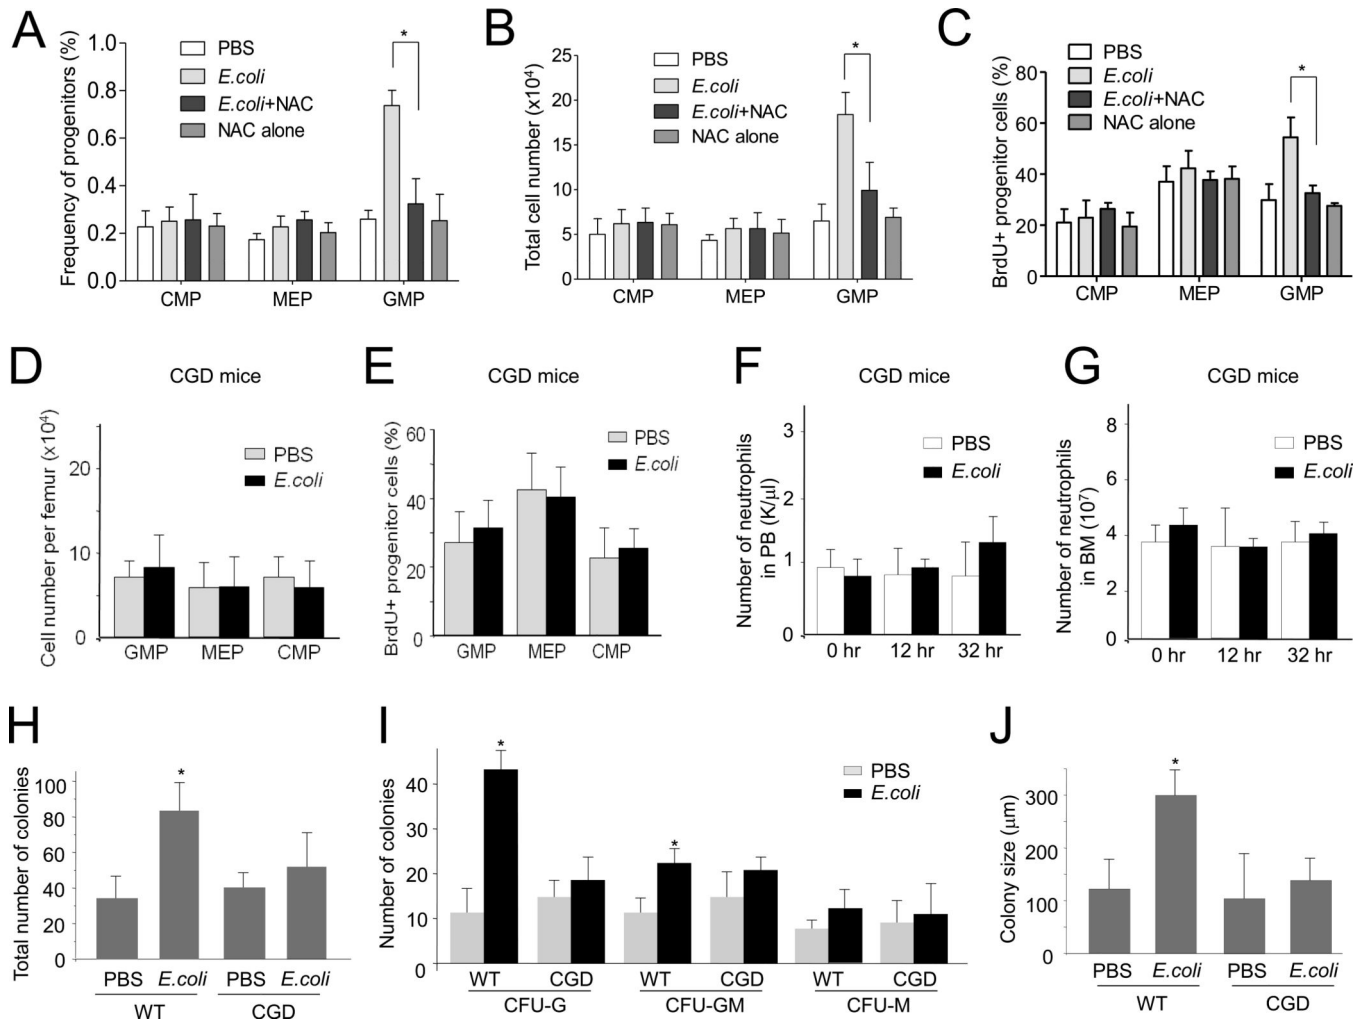 A
Frequency of progenitors (%)
1.0
0.8
0.6
0.4
0.2
0.0
PBS
E.coli
E.coli+NAC
NAC alone
*
CMP MEP GMP
B
Total cell number (x10⁴)
25
20
15
10
5
0
PBS
E.coli
E.coli+NAC
NAC alone
*
CMP MEP GMP
C
BrdU+ progenitor cells (%)
80
60
40
20
0
PBS
E.coli
E.coli+NAC
NAC alone
*
CMP MEP GMP
D
CGD mice
Cell number per femur (x10⁴)
20
10
0
PBS
E.coli
GMP MEP CMP
E
CGD mice
BrdU+ progenitor cells (%)
60
40
20
0
PBS
E.coli
GMP MEP CMP
F
CGD mice
Number of neutrophils
in PB (K/μl)
3
2
1
0
PBS
E.coli
0 hr 12 hr 32 hr
G
CGD mice
Number of neutrophils
in BM (10⁷)
8
6
4
2
0
PBS
E.coli
0 hr 12 hr 32 hr
H
Total number of colonies
100
80
60
40
20
0
*
PBS E.coli PBS E.coli
WT CGD
I
Number of colonies
40
30
20
10
0
*
*
PBS
E.coli
WT CGD WT CGD WT CGD
CFU-G CFU-GM CFU-M
J
Colony size (μm)
300
200
150
100
0
*
PBS E.coli PBS E.coli
WT CGD